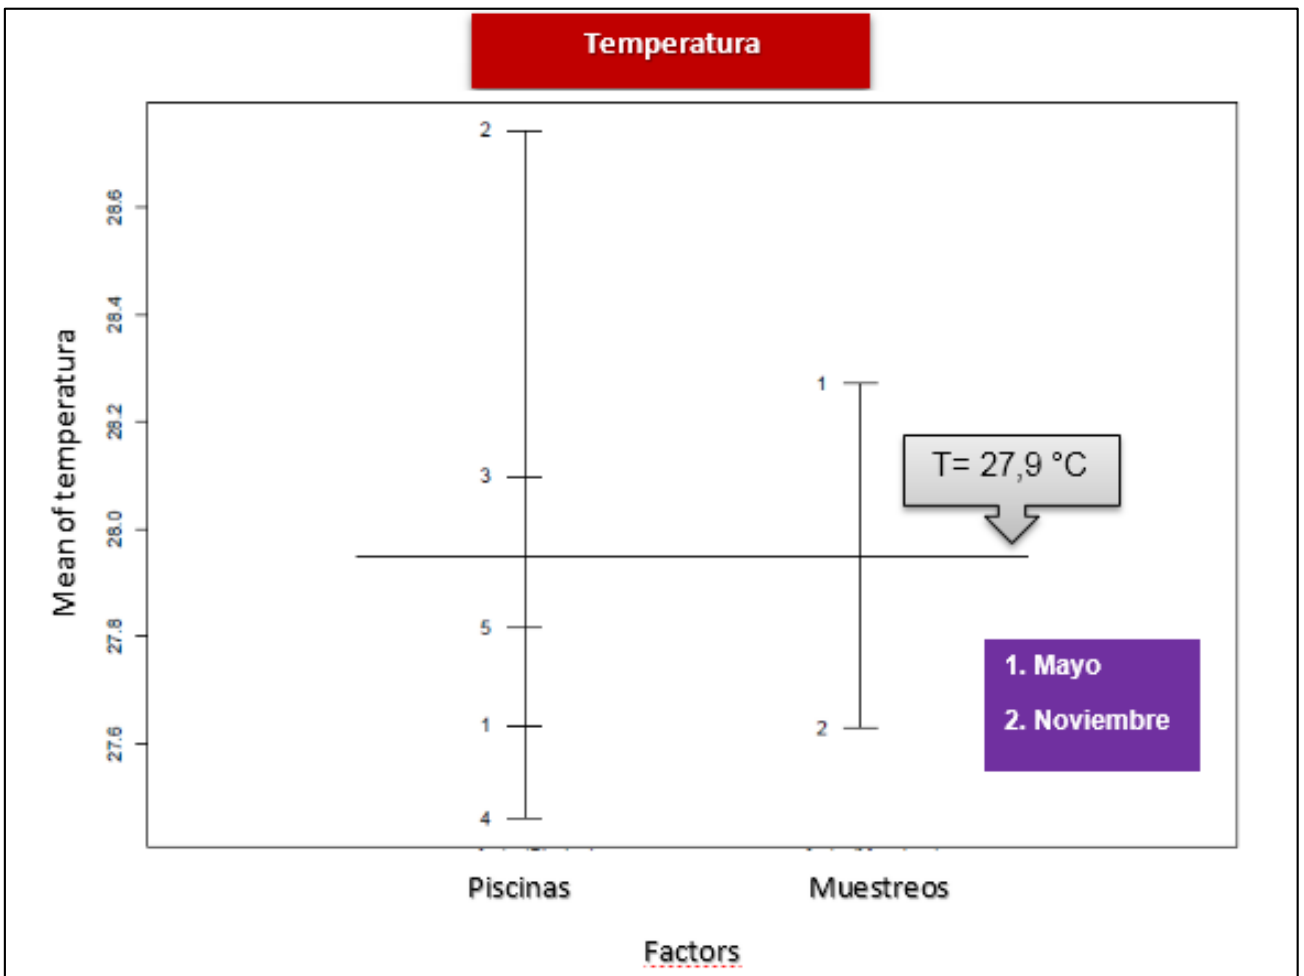 Temperatura
Mean of temperatura
28.6
28.4
28.2
28.0
27.8
27.6
2
3
5
1
4
1
2
T= 27,9 °C
1. Mayo
2. Noviembre
Piscinas
Muestreos
Factors